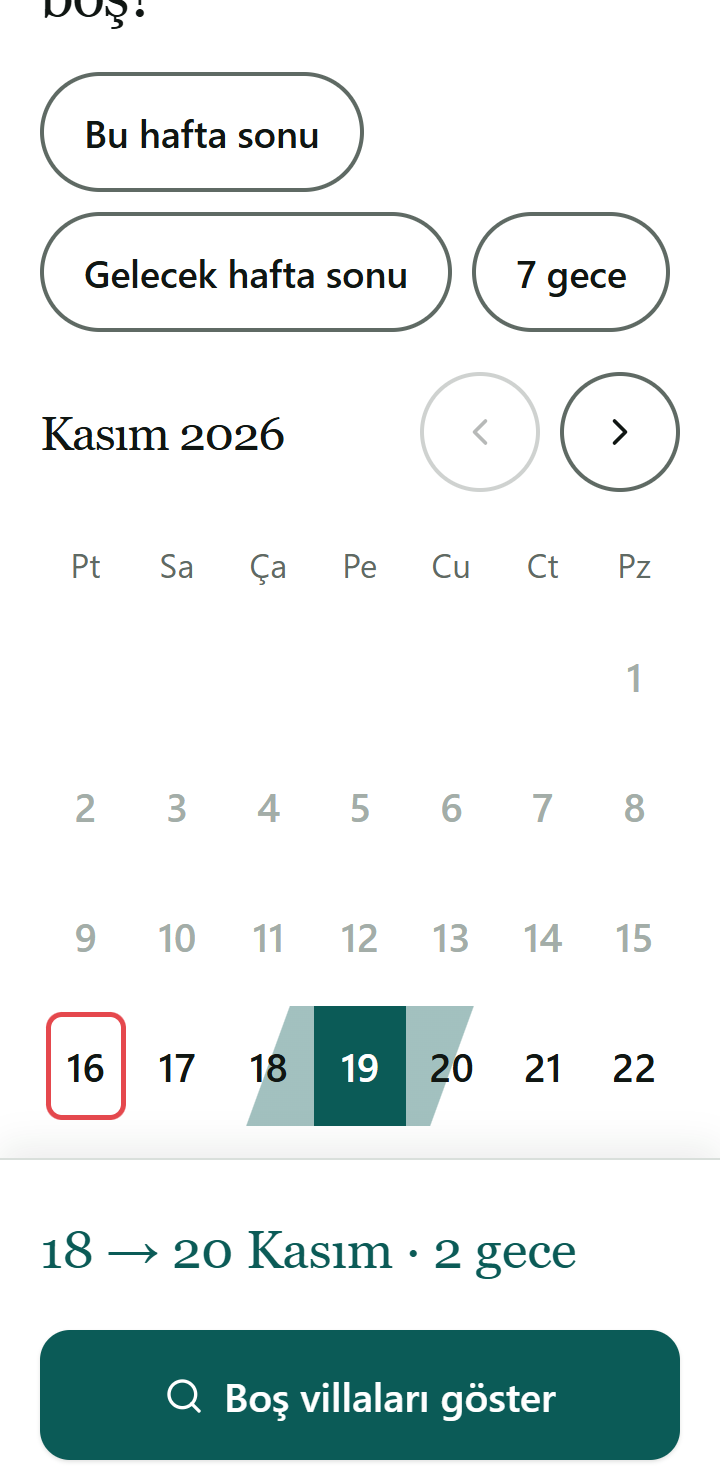 boş?
Bu hafta sonu
Gelecek hafta sonu 7 gece
Kasım 2026
Pt Sa Ça Pe Cu Ct Pz
1
2 3 4 5 6 7 8
9 10 11 12 13 14 15
16 17 18 19 20 21 22
18 → 20 Kasım · 2 gece
Boş villaları göster